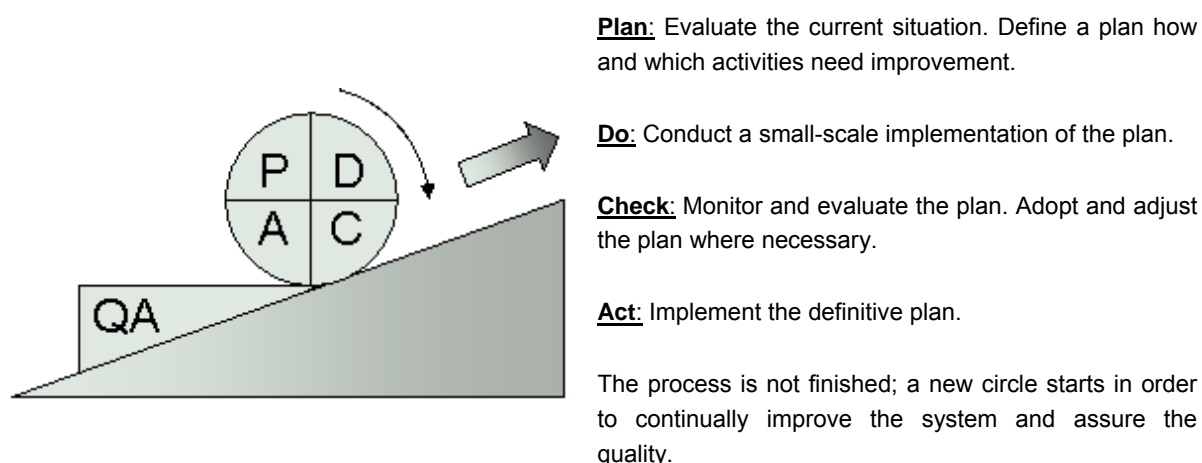 P D
A C
QA
Plan: Evaluate the current situation. Define a plan how
and which activities need improvement.
Do: Conduct a small-scale implementation of the plan.
Check: Monitor and evaluate the plan. Adopt and adjust
the plan where necessary.
Act: Implement the definitive plan.
The process is not finished; a new circle starts in order
to continually improve the system and assure the
quality.